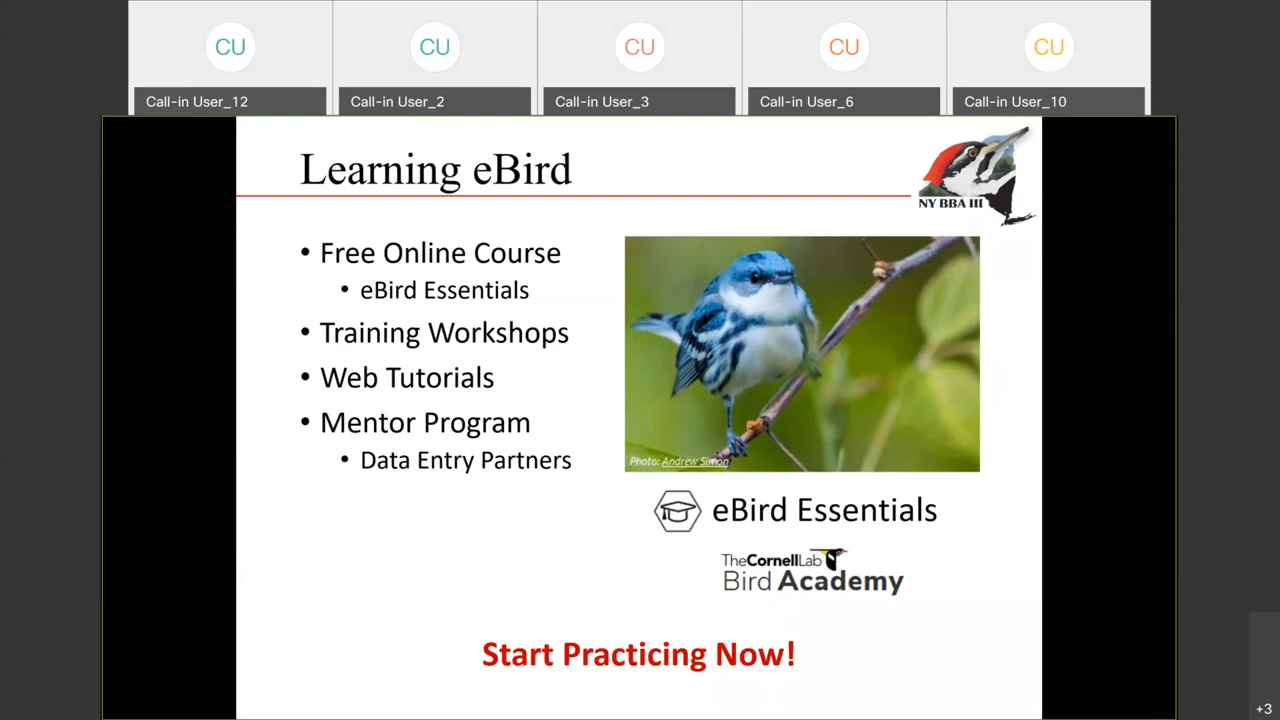 CU
CU
CU
CU
CU
Call-in User_12
Call-in User_2
Call-in User_3
Call-in User_6
Call-in User_10
Learning eBird
NY BBA III
• Free Online Course
• eBird Essentials
• Training Workshops
• Web Tutorials
• Mentor Program
• Data Entry Partners
Photo: Andrew Simon
eBird Essentials
TheCornellLab
Bird Academy
Start Practicing Now!
+3